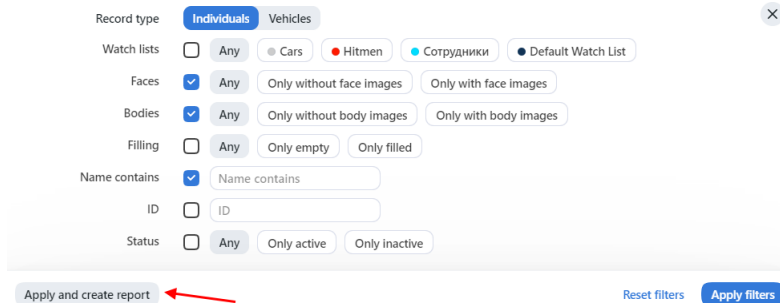 Record type Individuals Vehicles
Watch lists Any Cars Hitmen Сотрудники Default Watch List
Faces Any Only without face images Only with face images
Bodies Any Only without body images Only with body images
Filling Any Only empty Only filled
Name contains Name contains
ID ID
Status Any Only active Only inactive
Apply and create report Reset filters Apply filters